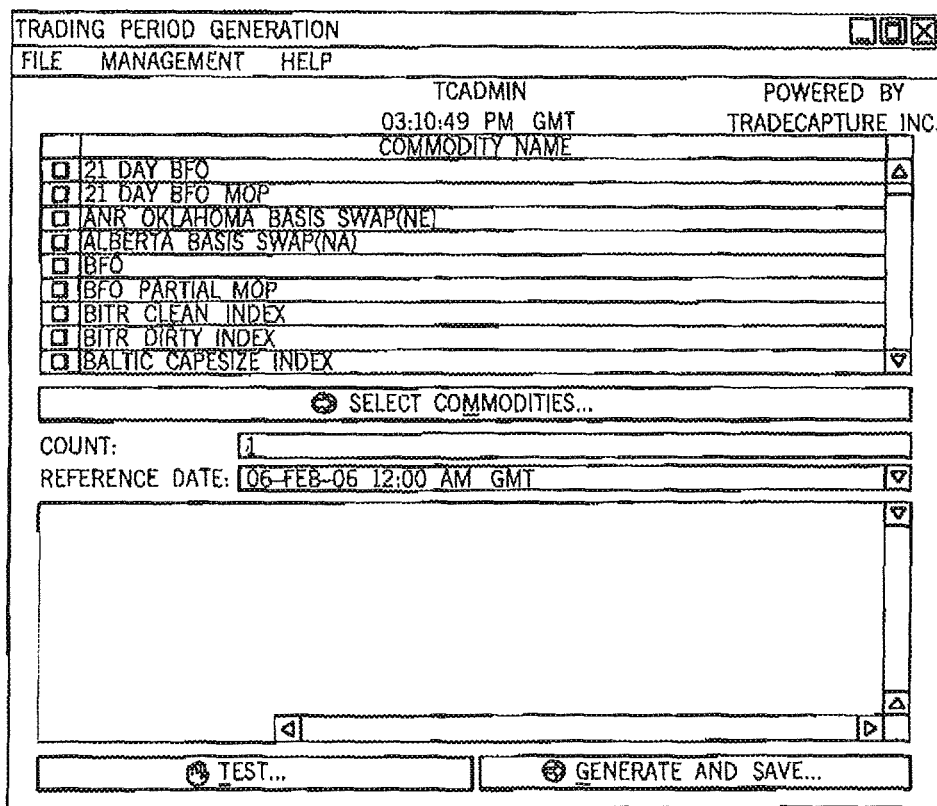 TRADING PERIOD GENERATION
FILE MANAGEMENT HELP
TCADMIN POWERED BY
03:10:49 PM GMT TRADECAPTURE INC.
COMMODITY NAME
21 DAY BFO
21 DAY BFO MOP
ANR OKLAHOMA BASIS SWAP(NE)
ALBERTA BASIS SWAP(NA)
BFO
BFO PARTIAL MOP
BITR CLEAN INDEX
BITR DIRTY INDEX
BALTIC CAPESIZE INDEX
SELECT COMMODITIES...
COUNT: 1
REFERENCE DATE: 06-FEB-06 12:00 AM GMT
TEST... GENERATE AND SAVE...